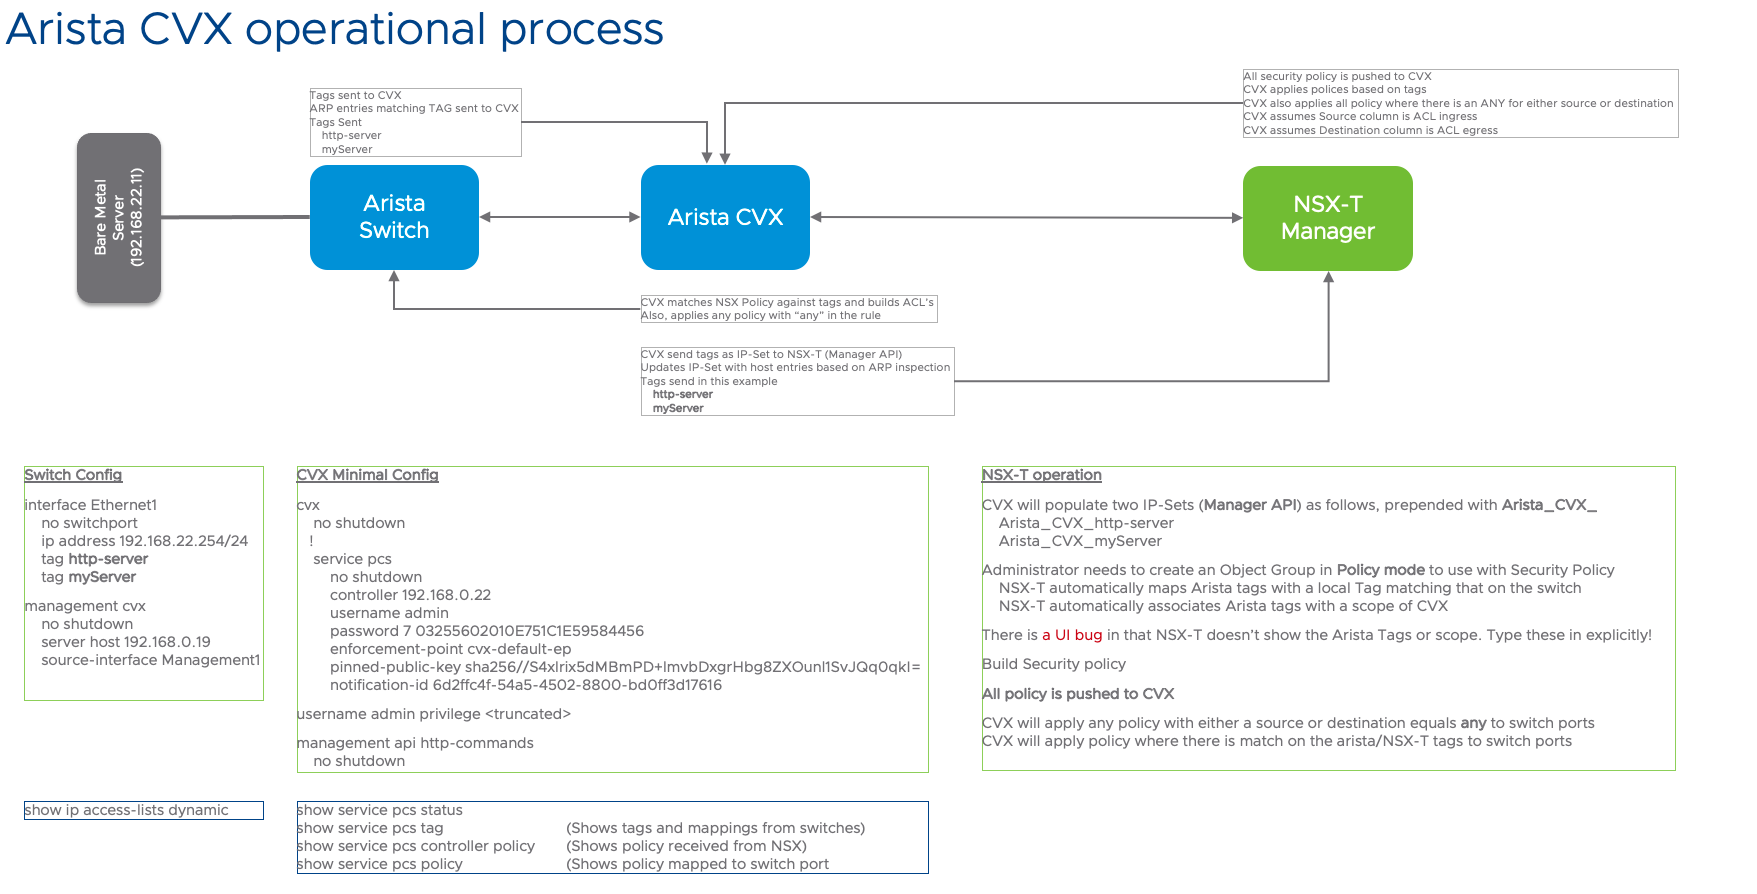 Arista CVX operational process
Tags sent to CVX
ARP entries matching TAG sent to CVX
Tags Sent
http-server
myServer
All security policy is pushed to CVX
CVX applies polices based on tags
CVX also applies all policy where there is an ANY for either source or destination
CVX assumes Source column is ACL ingress
CVX assumes Destination column is ACL egress
Bare Metal
Server
(192.168.22.11)
Arista
Switch
Arista CVX
NSX-T
Manager
CVX matches NSX Policy against tags and builds ACL's
Also, applies any policy with “any” in the rule
CVX send tags as IP-Set to NSX-T (Manager API)
Updates IP-Set with host entries based on ARP inspection
Tags send in this example
http-server
myServer
Switch Config
interface Ethernet1
no switchport
ip address 192.168.22.254/24
tag http-server
tag myServer
management cvx
no shutdown
server host 192.168.0.19
source-interface Management1
CVX Minimal Config
cvx
no shutdown
!
service pcs
no shutdown
controller 192.168.0.22
username admin
password 7 03255602010E751C1E59584456
enforcement-point cvx-default-ep
pinned-public-key sha256//S4xlrix5dMBmPD+lmvbDxgrHbg8ZXOunl1SvJQq0qkI=
notification-id 6d2ffc4f-54a5-4502-8800-bd0ff3d17616
username admin privilege <truncated>
management api http-commands
no shutdown
NSX-T operation
CVX will populate two IP-Sets (Manager API) as follows, prepended with Arista_CVX_
Arista_CVX_http-server
Arista_CVX_myServer
Administrator needs to create an Object Group in Policy mode to use with Security Policy
NSX-T automatically maps Arista tags with a local Tag matching that on the switch
NSX-T automatically associates Arista tags with a scope of CVX
There is a UI bug in that NSX-T doesn't show the Arista Tags or scope. Type these in explicitly!
Build Security policy
All policy is pushed to CVX
CVX will apply any policy with either a source or destination equals any to switch ports
CVX will apply policy where there is match on the arista/NSX-T tags to switch ports
show ip access-lists dynamic
show service pcs status
show service pcs tag (Shows tags and mappings from switches)
show service pcs controller policy (Shows policy received from NSX)
show service pcs policy (Shows policy mapped to switch port